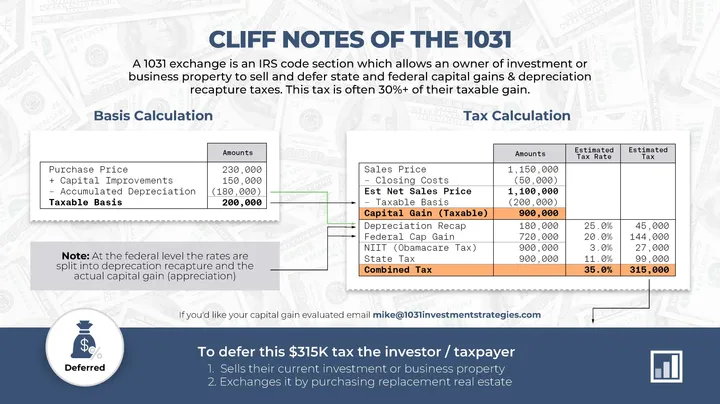 CLIFF NOTES OF THE 1031
A 1031 exchange is an IRS code section which allows an owner of investment or
business property to sell and defer state and federal capital gains & depreciation
recapture taxes. This tax is often 30%+ of their taxable gain.
Basis Calculation
Amounts
Purchase Price 230,000
+ Capital Improvements 150,000
– Accumulated Depreciation (180,000)
Taxable Basis 200,000
Note: At the federal level the rates are
split into deprecation recapture and the
actual capital gain (appreciation)
Tax Calculation
Amounts Estimated Tax Rate Estimated Tax
Sales Price 1,150,000
– Closing Costs (50,000)
Est Net Sales Price 1,100,000
– Taxable Basis (200,000)
Capital Gain (Taxable) 900,000
Depreciation Recap 180,000 25.0% 45,000
Federal Cap Gain 720,000 20.0% 144,000
NIIT (Obamacare Tax) 900,000 3.0% 27,000
State Tax 900,000 11.0% 99,000
Combined Tax 35.0% 315,000
If you'd like your capital gain evaluated email mike@1031investmentstrategies.com
$%
Deferred
To defer this $315K tax the investor / taxpayer
1. Sells their current investment or business property
2. Exchanges it by purchasing replacement real estate